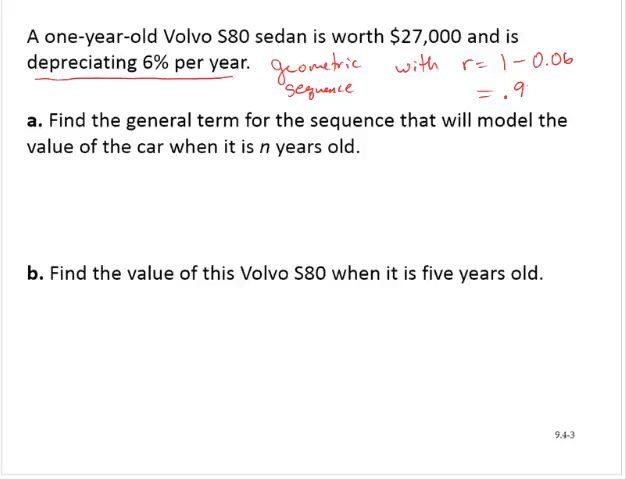 A one-year-old Volvo S80 sedan is worth $27,000 and is
depreciating 6% per year. geometric with r = 1 - 0.06
sequence = .9
a. Find the general term for the sequence that will model the
value of the car when it is n years old.
b. Find the value of this Volvo S80 when it is five years old.
9.4-3